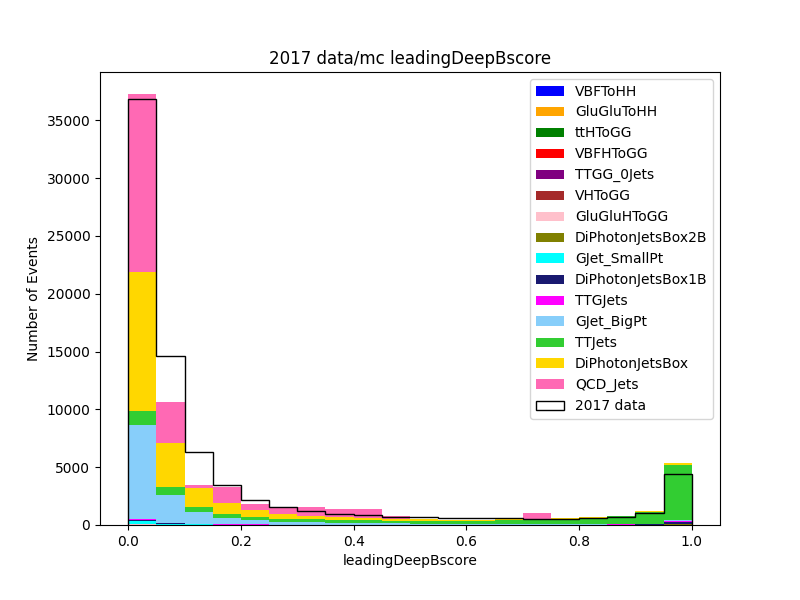 2017 data/mc leadingDeepBscore
Number of Events
35000
30000
25000
20000
15000
10000
5000
0
0.0 0.2 0.4 0.6 0.8 1.0
leadingDeepBscore
VBFToHH
GluGluToHH
ttHToGG
VBFHToGG
TTGG_0Jets
VHToGG
GluGluHToGG
DiPhotonJetsBox2B
GJet_SmallPt
DiPhotonJetsBox1B
TTGJets
GJet_BigPt
TTJets
DiPhotonJetsBox
QCD_Jets
2017 data